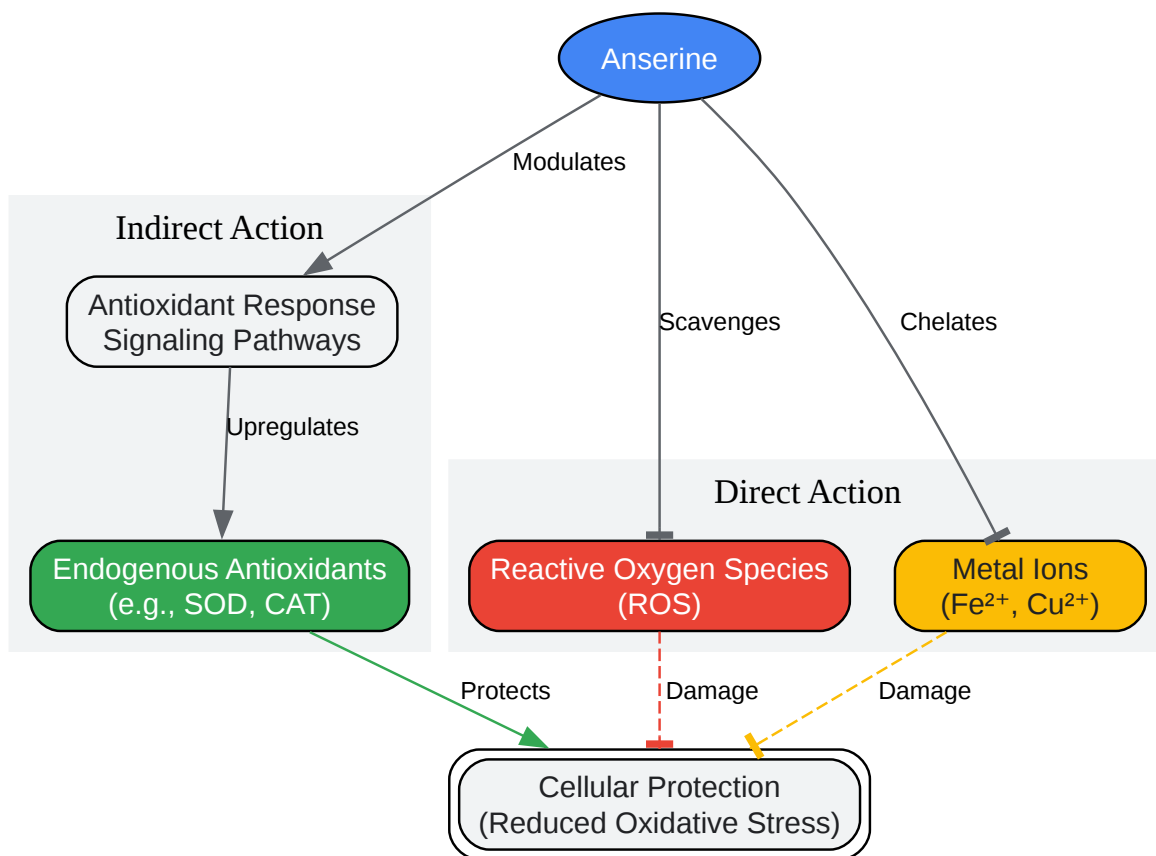 Anserine
Modulates
Indirect Action
Antioxidant Response
Signaling Pathways
Scavenges
Chelates
Upregulates
Direct Action
Endogenous Antioxidants
(e.g., SOD, CAT)
Reactive Oxygen Species
(ROS)
Metal Ions
(Fe²⁺, Cu²⁺)
Protects
Damage
Damage
Cellular Protection
(Reduced Oxidative Stress)